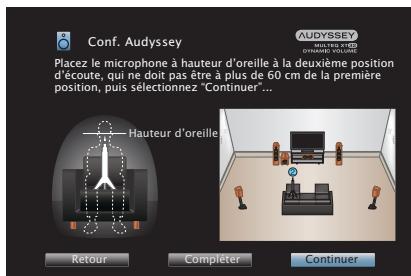 Conf. Audyssey
AUDYSSEY
MULTEQ XT32
DYNAMIC VOLUME
Placez le microphone à hauteur d'oreille à la deuxième position
d'écoute, qui ne doit pas être à plus de 60 cm de la première
position, puis sélectionnez “Continuer”...
Hauteur d'oreille
2
Retour
Compléter
Continuer